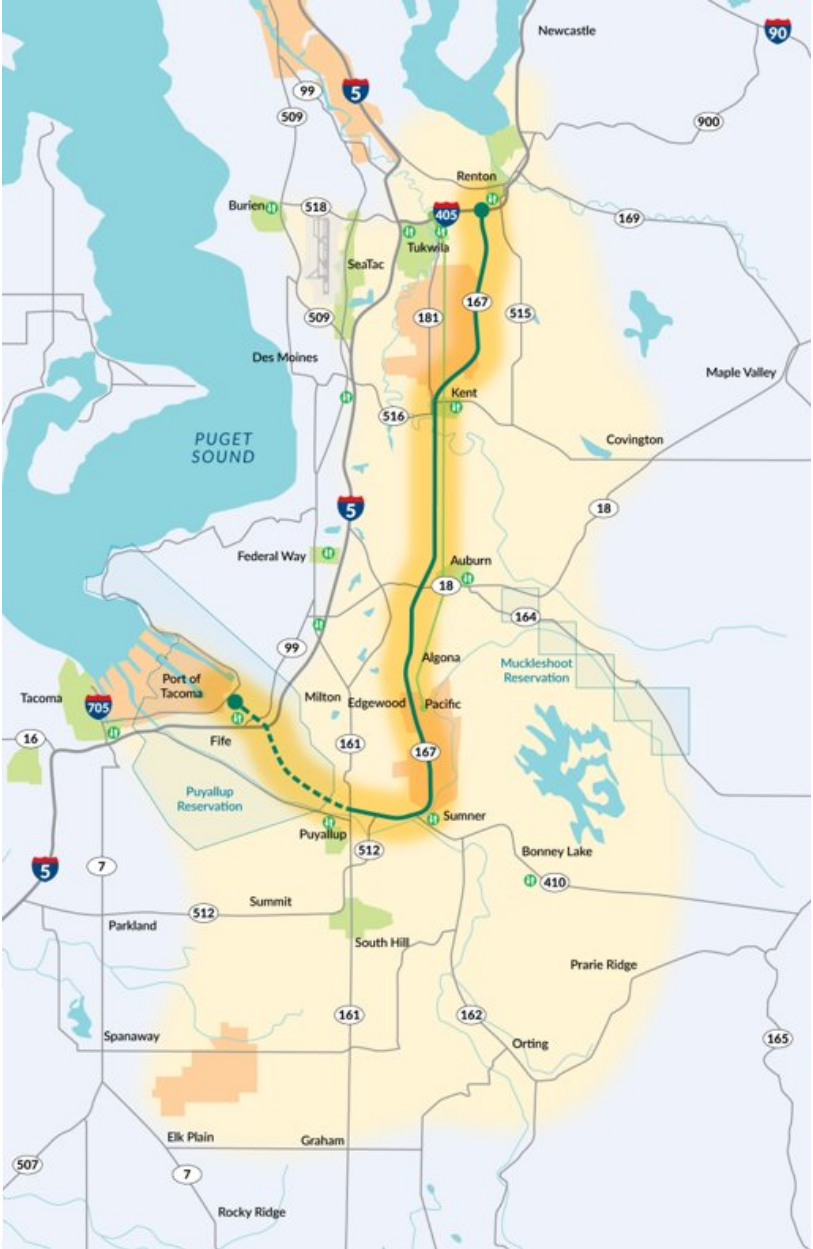 Newcastle
90
5
99
509
900
Renton
Burien
518
405
169
Tukwila
SeaTac
167
509
181
515
Des Moines
Maple Valley
Kent
516
PUGET
SOUND
Covington
5
18
Federal Way
Auburn
18
164
99
Algona
Muckleshoot
Reservation
Port of
Tacoma
Tacoma
705
Milton
Edgewood
Pacific
16
Fife
161
167
Puyallup
Reservation
Sumner
Puyallup
512
Bonney Lake
5
7
410
Summit
512
Parkland
South Hill
Prarie Ridge
161
162
Spanaway
Orting
165
Elk Plain
Graham
507
7
Rocky Ridge